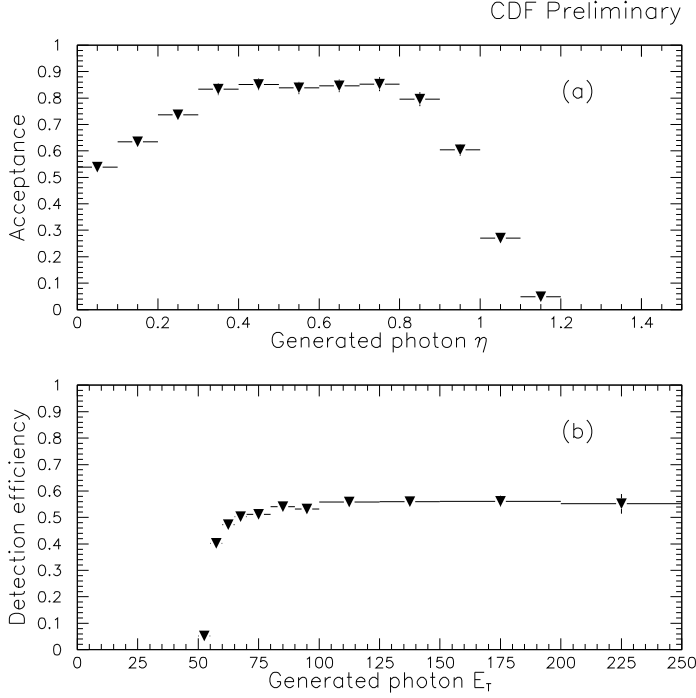 CDF Preliminary
1
0.9
0.8
0.7
0.6
0.5
0.4
0.3
0.2
0.1
0
Acceptance
(a)
0 0.2 0.4 0.6 0.8 1 1.2 1.4
Generated photon η
1
0.9
0.8
0.7
0.6
0.5
0.4
0.3
0.2
0.1
0
Detection efficiency
(b)
0 25 50 75 100 125 150 175 200 225 250
Generated photon E_T